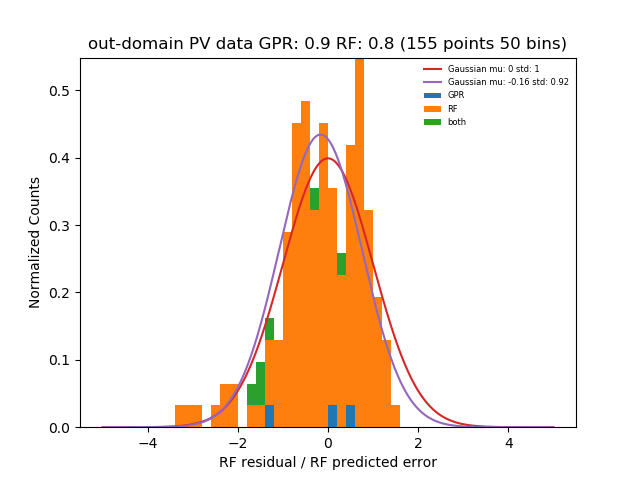 out-domain PV data GPR: 0.9 RF: 0.8 (155 points 50 bins)
Gaussian mu: 0 std: 1
Gaussian mu: -0.16 std: 0.92
GPR
RF
both
Normalized Counts
0.5
0.4
0.3
0.2
0.1
0.0
−4
−2
0
2
4
RF residual / RF predicted error